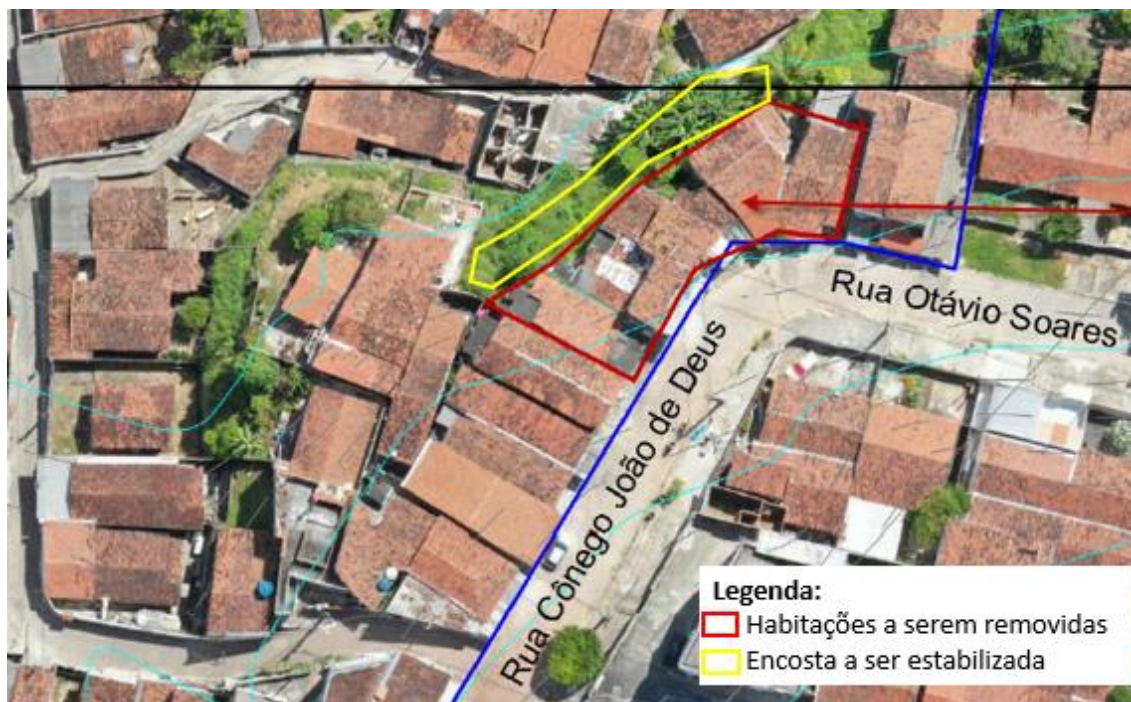 Rua Otávio Soares
Rua Cônego João de Deus
Legenda:
Habitações a serem removidas
Encosta a ser estabilizada